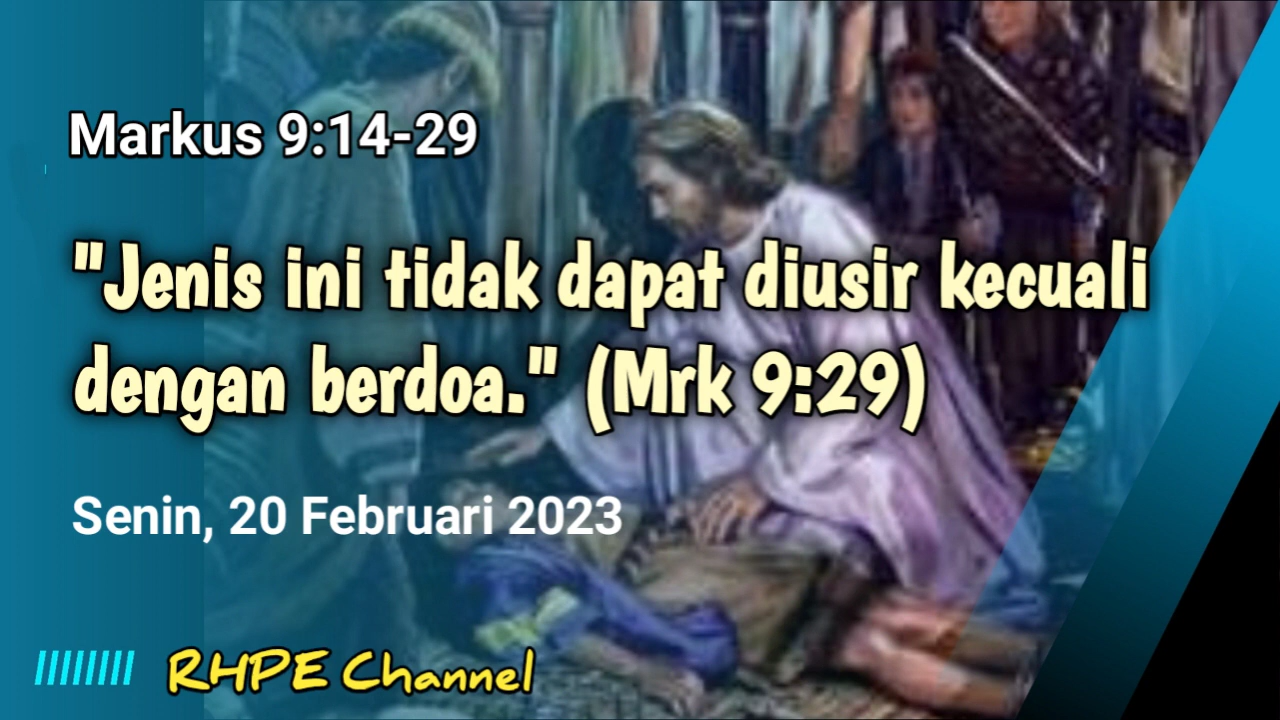 Markus 9:14-29
"Jenis ini tidak dapat diusir kecuali
dengan berdoa." (Mrk 9:29)
Senin, 20 Februari 2023
RHPE Channel